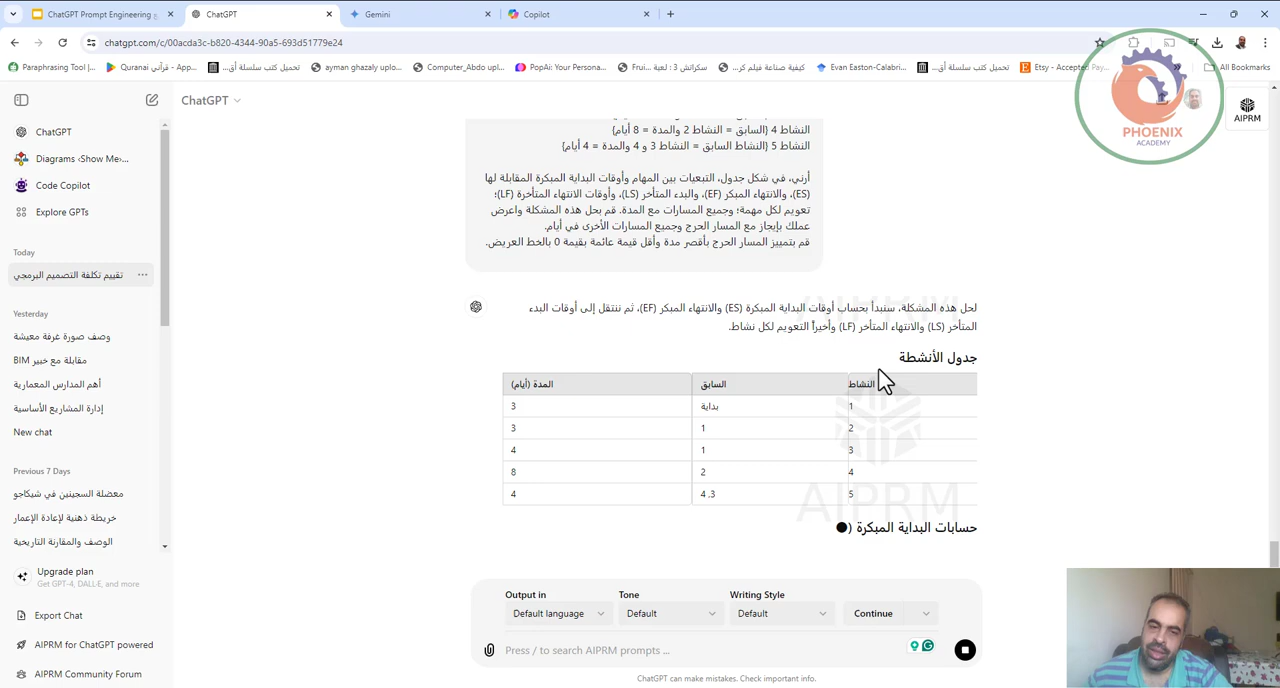 ChatGPT Prompt Engineering
ChatGPT
Gemini
Copilot
chatgpt.com/c/00acda3c-b820-4344-90a5-693d51779e24
Paraphrasing Tool |...
Quranai قرآني - App...
تحميل كتب سلسلة أق...
ayman ghazaly uplo...
Computer_Abdo upl...
PopAi: Your Persona...
سكراتش 3 : لعبة Frui...
كيفية صناعة فيلم كر...
Evan Easton-Calabri...
تحميل كتب سلسلة أق...
Etsy - Accepted Pay...
All Bookmarks
ChatGPT
PHOENIX
ACADEMY
AIPRM
ChatGPT
Diagrams ‹Show Me›...
Code Copilot
Explore GPTs
Today
تقييم تكلفة التصميم البرمجي
Yesterday
وصف صورة غرفة معيشة
مقابلة مع خبير BIM
أهم المدارس المعمارية
إدارة المشاريع الأساسية
New chat
Previous 7 Days
معضلة السجينين في شيكاجو
خريطة ذهنية لإعادة الإعمار
الوصف والمقارنة التاريخية
Upgrade plan
Get GPT-4, DALL·E, and more
Export Chat
AIPRM for ChatGPT powered
AIPRM Community Forum
النشاط 4 {السابق = النشاط 2 والمدة = 8 أيام}
النشاط 5 {النشاط السابق = النشاط 3 و 4 والمدة = 4 أيام}
أرني، في شكل جدول، التبعيات بين المهام وأوقات البداية المبكرة المقابلة لها
(ES)، والانتهاء المبكر (EF)، والبدء المتأخر (LS)، وأوقات الانتهاء المتأخرة (LF)؛
تعويم لكل مهمة؛ وجميع المسارات مع المدة. قم بحل هذه المشكلة واعرض
عملك بإيجاز مع المسار الحرج وجميع المسارات الأخرى في أيام.
قم بتمييز المسار الحرج بأقصر مدة وأقل قيمة عائمة بقيمة 0 بالخط العريض.
لحل هذه المشكلة، سنبدأ بحساب أوقات البداية المبكرة (ES) والانتهاء المبكر (EF)، ثم ننتقل إلى أوقات البدء
المتأخر (LS) والانتهاء المتأخر (LF) وأخيراً التعويم لكل نشاط.
جدول الأنشطة
النشاط السابق المدة (أيام)
1 بداية 3
2 1 3
3 1 4
4 2 8
5 3، 4 4
AIPRM
حسابات البداية المبكرة (
Output in
Tone
Writing Style
Default language
Default
Default
Continue
Press / to search AIPRM prompts ...
ChatGPT can make mistakes. Check important info.